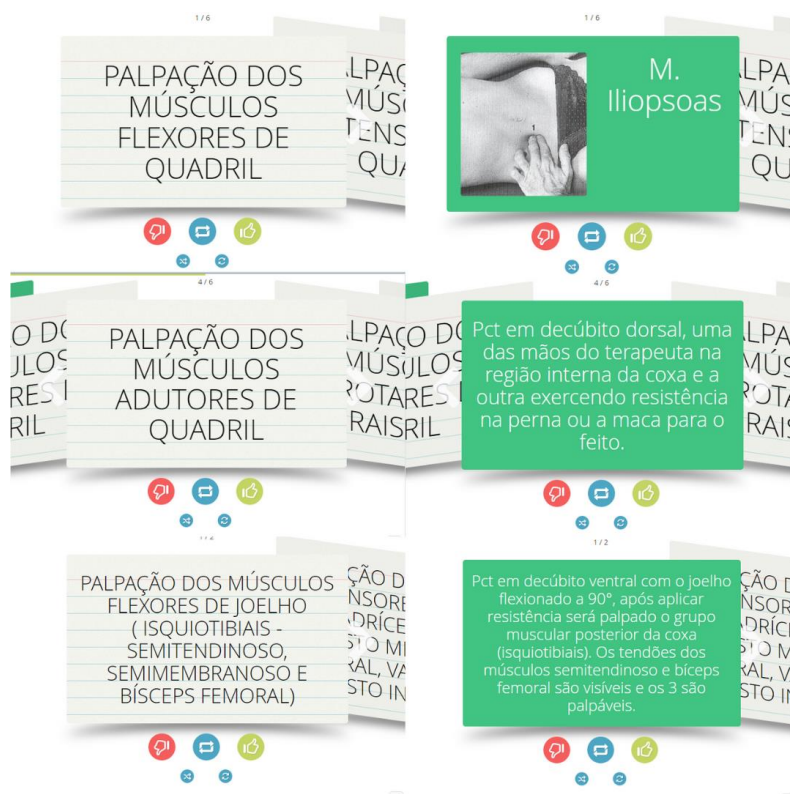 1 / 6
PALPAÇÃO DOS
MÚSCULOS
FLEXORES DE
QUADRIL
1 / 6
M.
Iliopsoas
4 / 6
PALPAÇÃO DOS
MÚSCULOS
ADUTORES DE
QUADRIL
4 / 6
Pct em decúbito dorsal, uma
das mãos do terapeuta na
região interna da coxa e a
outra exercendo resistência
na perna ou a maca para o
feito.
PALPAÇÃO DOS MÚSCULOS
FLEXORES DE JOELHO
( ISQUIOTIBIAIS -
SEMITENDINOSO,
SEMIMEMBRANOSO E
BÍSCEPS FEMORAL)
1 / 2
Pct em decúbito ventral com o joelho
flexionado a 90°, após aplicar
resistência será palpado o grupo
muscular posterior da coxa
(isquiotibiais). Os tendões dos
músculos semitendinoso e bíceps
femoral são visíveis e os 3 são
palpáveis.